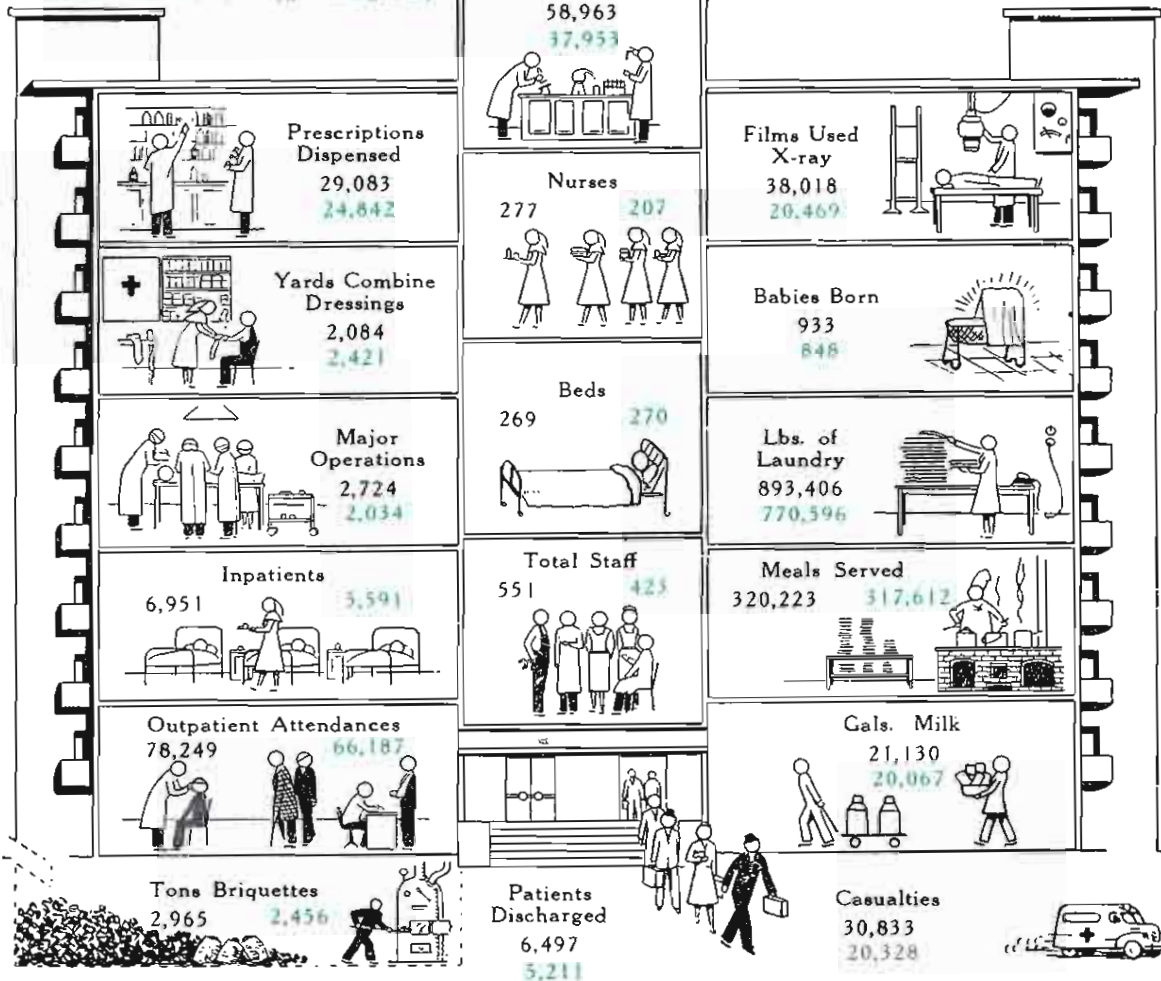 58,963
37,953
Prescriptions
Dispensed
29,083
24,842
Nurses
277 207
Films Used
X-ray
38,018
20,469
Yards Combine
Dressings
2,084
2,421
Babies Born
933
848
Beds
269 270
Major
Operations
2,724
2,034
Lbs. of
Laundry
893,406
770,596
Inpatients
6,951 5,591
Total Staff
551 423
Meals Served
320,223 317,612
Outpatient Attendances
78,249 66,187
Gals. Milk
21,130
20,067
Tons Briquettes
2,965 2,456
Patients
Discharged
6,497
5,211
Casualties
30,833
20,328